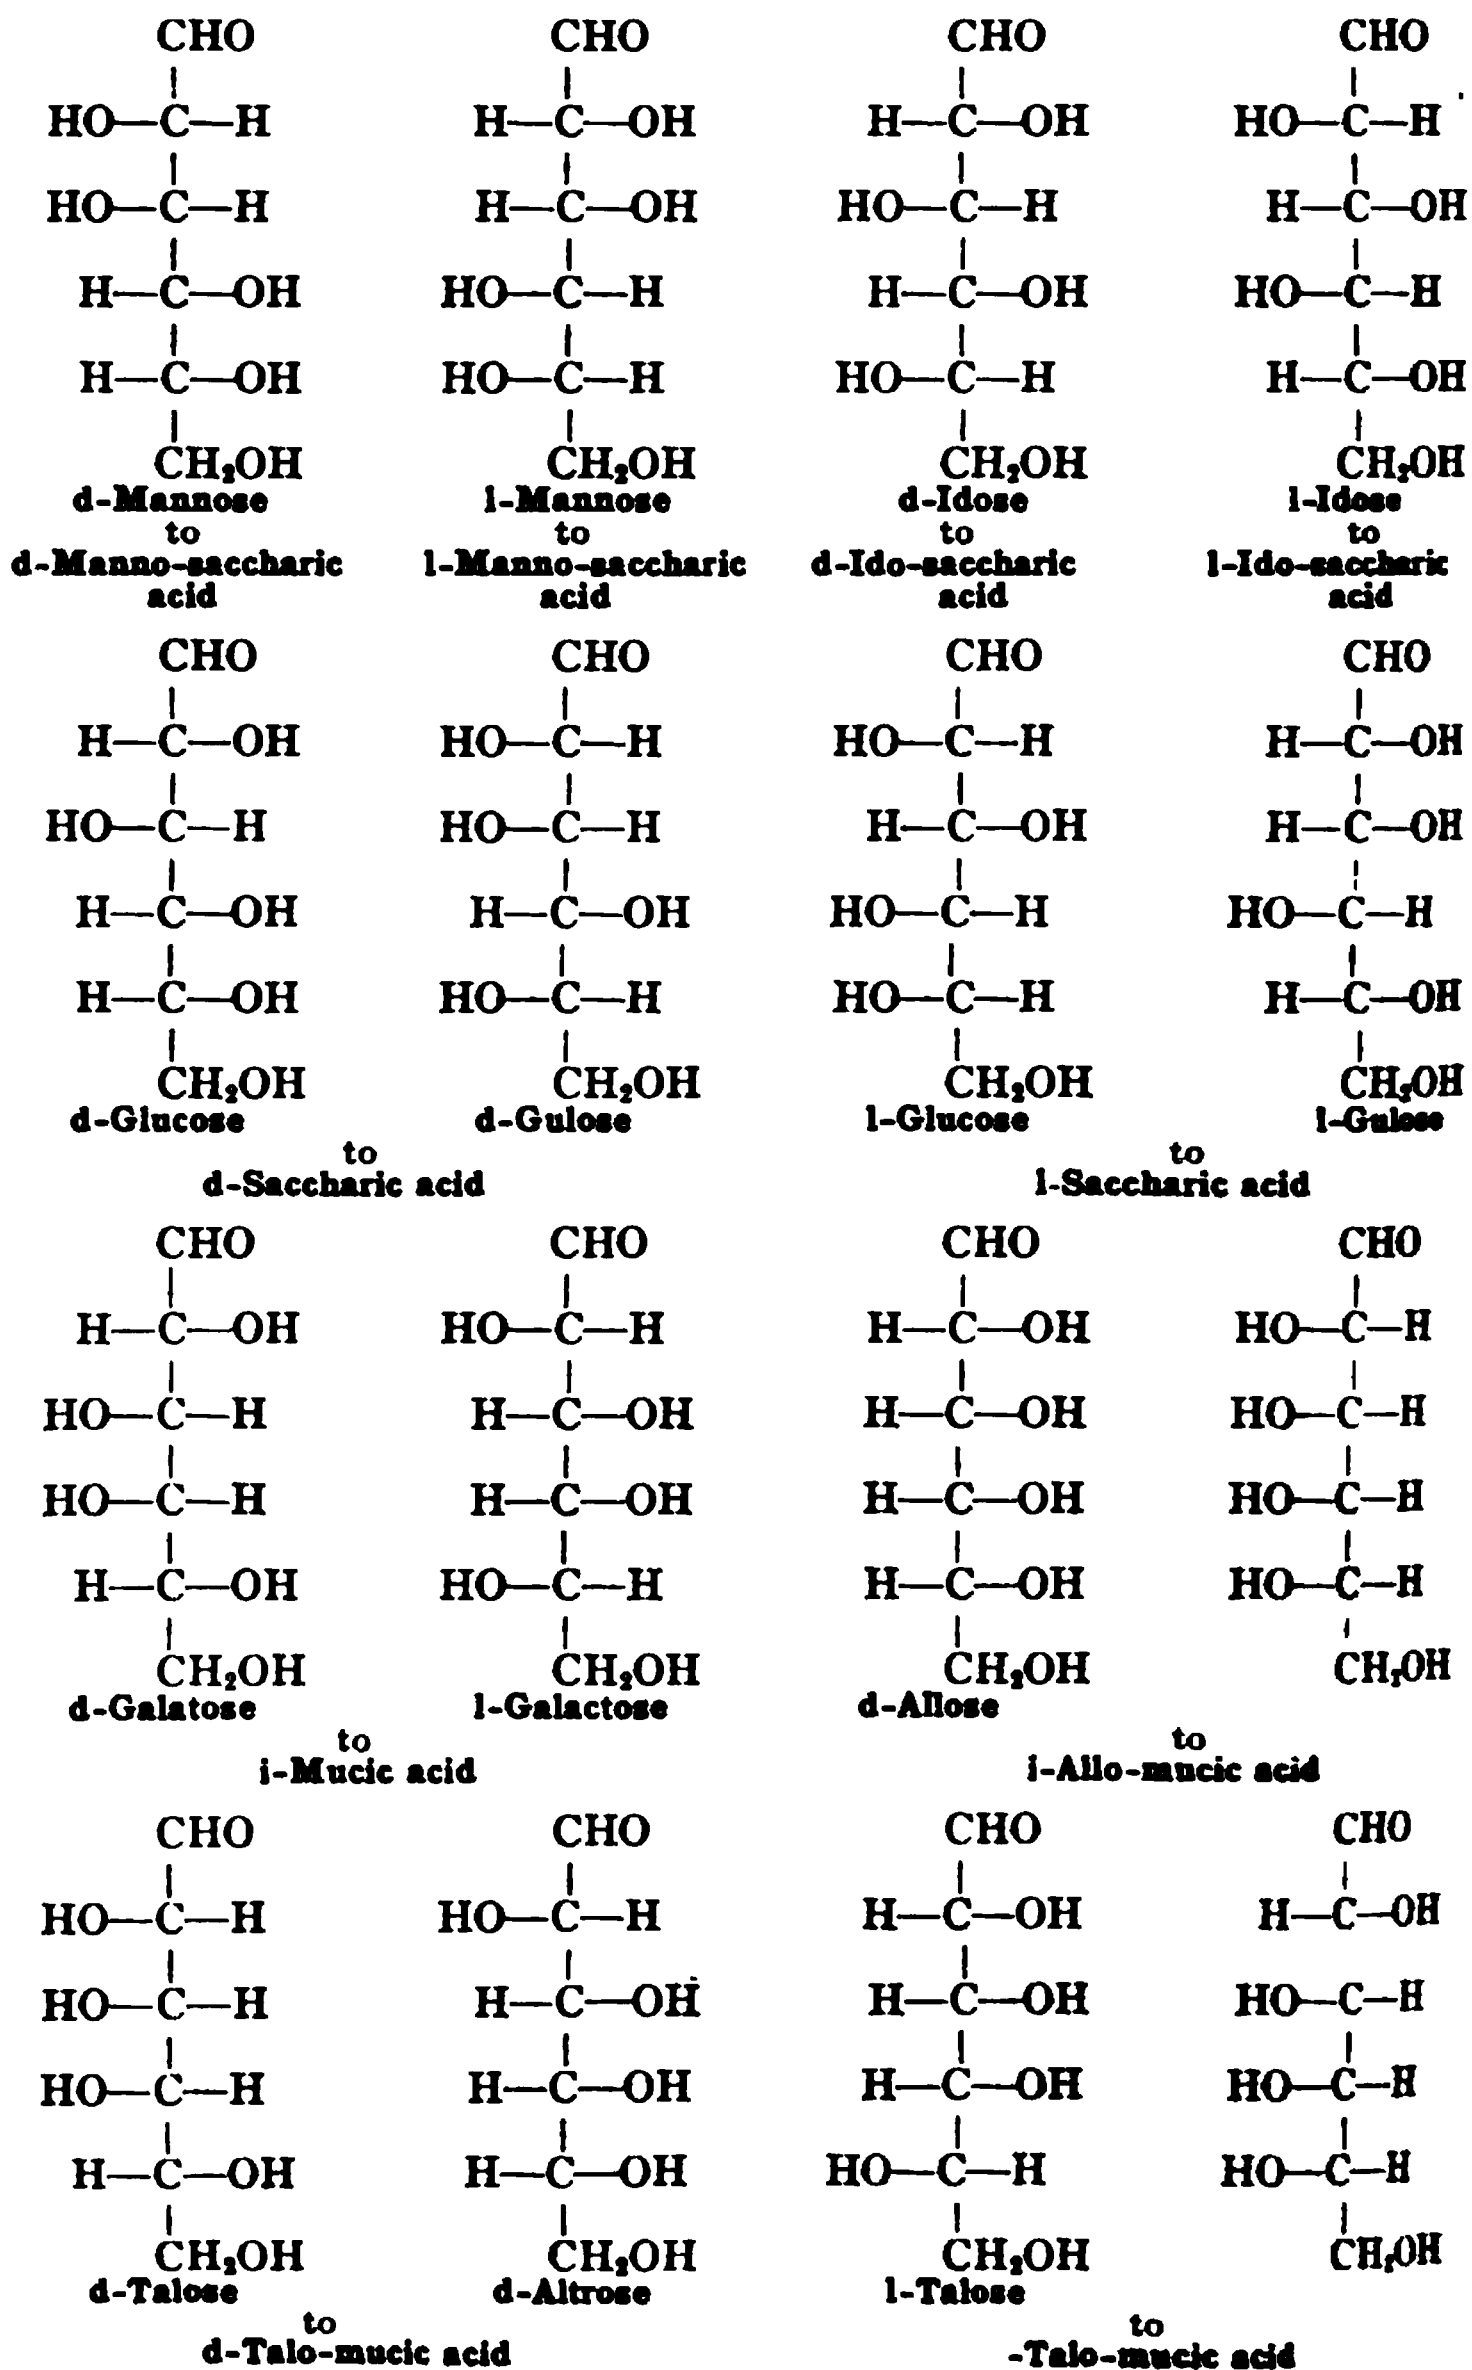 CHO CHO CHO CHO
HO—C—H H—C—OH H—C—OH HO—C—H
HO—C—H H—C—OH HO—C—H H—C—OH
H—C—OH HO—C—H H—C—OH HO—C—H
H—C—OH HO—C—H HO—C—H H—C—OH
CH₂OH CH₂OH CH₂OH CH₂OH
d-Mannose l-Mannose d-Idose l-Idose
to to to to
d-Manno-saccharic l-Manno-saccharic d-Ido-saccharic l-Ido-saccharic
acid acid acid acid
CHO CHO CHO CHO
H—C—OH HO—C—H HO—C—H H—C—OH
HO—C—H HO—C—H H—C—OH H—C—OH
H—C—OH H—C—OH HO—C—H HO—C—H
H—C—OH HO—C—H HO—C—H H—C—OH
CH₂OH CH₂OH CH₂OH CH₂OH
d-Glucose d-Gulose l-Glucose l-Gulose
to to
d-Saccharic acid l-Saccharic acid
CHO CHO CHO CHO
H—C—OH HO—C—H H—C—OH HO—C—H
HO—C—H H—C—OH H—C—OH HO—C—H
HO—C—H H—C—OH H—C—OH HO—C—H
H—C—OH HO—C—H H—C—OH HO—C—H
CH₂OH CH₂OH CH₂OH CH₂OH
d-Galatose l-Galactose d-Allose
to to
i-Mucic acid i-Allo-mucic acid
CHO CHO CHO CHO
HO—C—H HO—C—H H—C—OH H—C—OH
HO—C—H H—C—OH H—C—OH HO—C—H
HO—C—H H—C—OH H—C—OH HO—C—H
H—C—OH H—C—OH HO—C—H HO—C—H
CH₂OH CH₂OH CH₂OH CH₂OH
d-Talose d-Altrose l-Talose
to to
d-Talo-mucic acid -Talo-mucic acid